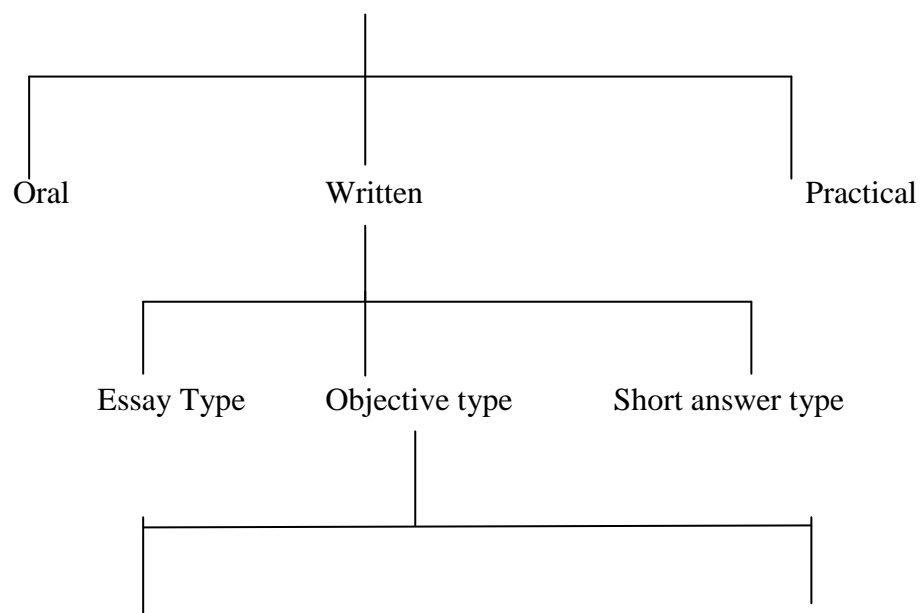 Oral Written Practical
Essay Type Objective type Short answer type